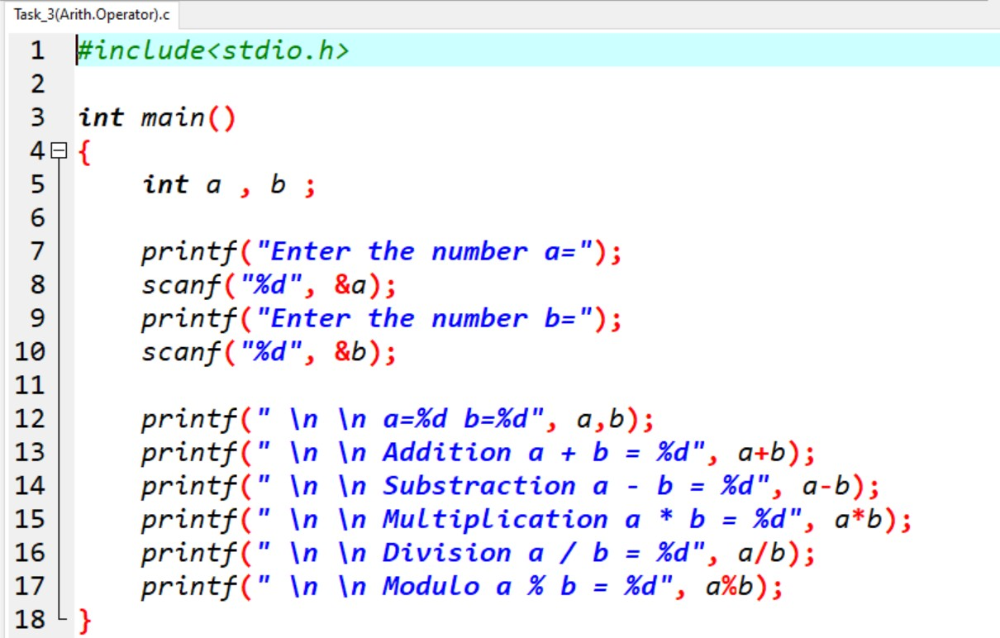 Task_3(Arith.Operator).c
1 #include<stdio.h>
2
3 int main()
4 {
5 int a , b ;
6
7 printf("Enter the number a=");
8 scanf("%d", &a);
9 printf("Enter the number b=");
10 scanf("%d", &b);
11
12 printf(" \n \n a=%d b=%d", a,b);
13 printf(" \n \n Addition a + b = %d", a+b);
14 printf(" \n \n Substraction a - b = %d", a-b);
15 printf(" \n \n Multiplication a * b = %d", a*b);
16 printf(" \n \n Division a / b = %d", a/b);
17 printf(" \n \n Modulo a % b = %d", a%b);
18 }